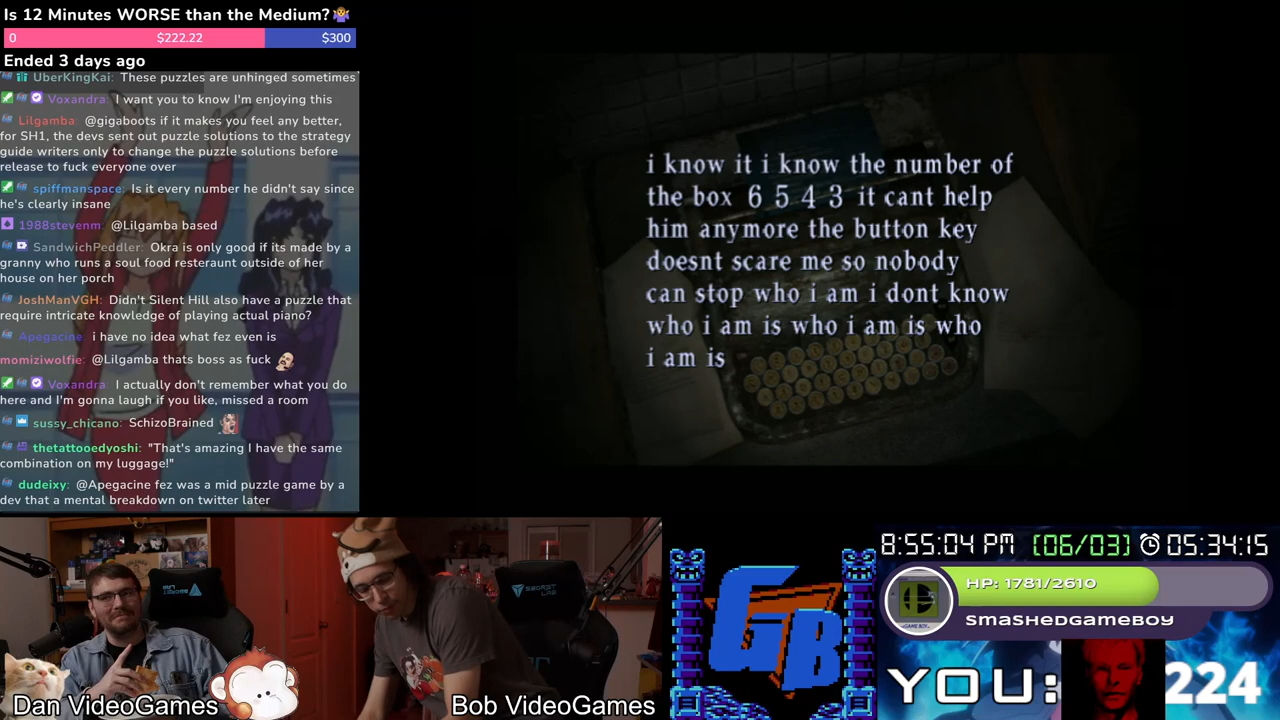 Is 12 Minutes WORSE than the Medium?🤷‍♀️
0 $222.22 $300
Ended 3 days ago
UberKingKai: These puzzles are unhinged sometimes
Voxandra: I want you to know I'm enjoying this
Lilgamba: @gigaboots if it makes you feel any better,
for SH1, the devs sent out puzzle solutions to the strategy
guide writers only to change the puzzle solutions before
release to fuck everyone over
spiffmanspace: Is it every number he didn't say since
he's clearly insane
1988stevenm: @Lilgamba based
SandwichPeddler: Okra is only good if its made by a
granny who runs a soul food resteraunt outside of her
house on her porch
JoshManVGH: Didn't Silent Hill also have a puzzle that
require intricate knowledge of playing actual piano?
Apegacine: i have no idea what fez even is
momiziwolfie: @Lilgamba thats boss as fuck
Voxandra: I actually don't remember what you do
here and I'm gonna laugh if you like, missed a room
sussy_chicano: SchizoBrained
thetattooedyoshi: "That's amazing I have the same
combination on my luggage!"
dudeixy: @Apegacine fez was a mid puzzle game by a
dev that a mental breakdown on twitter later
i know it i know the number of
the box 6 5 4 3 it cant help
him anymore the button key
doesnt scare me so nobody
can stop who i am i dont know
who i am is who i am is who
i am is
Dan VideoGames
Bob VideoGames
SECRET LAB
GB
8:55:04 PM [06/03] 05:34:15
HP: 1781/2610
SmaSHeDGameBOY
GAME BOY
YOU: 224